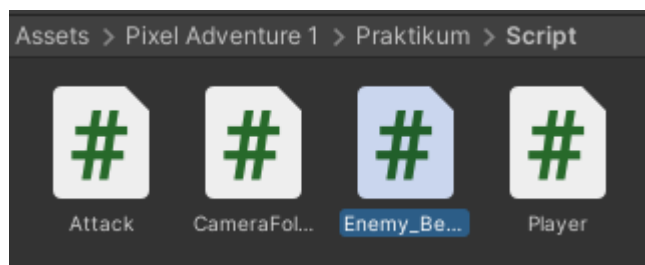 Assets > Pixel Adventure 1 > Praktikum > Script
# # # #
Attack CameraFol... Enemy_Be... Player